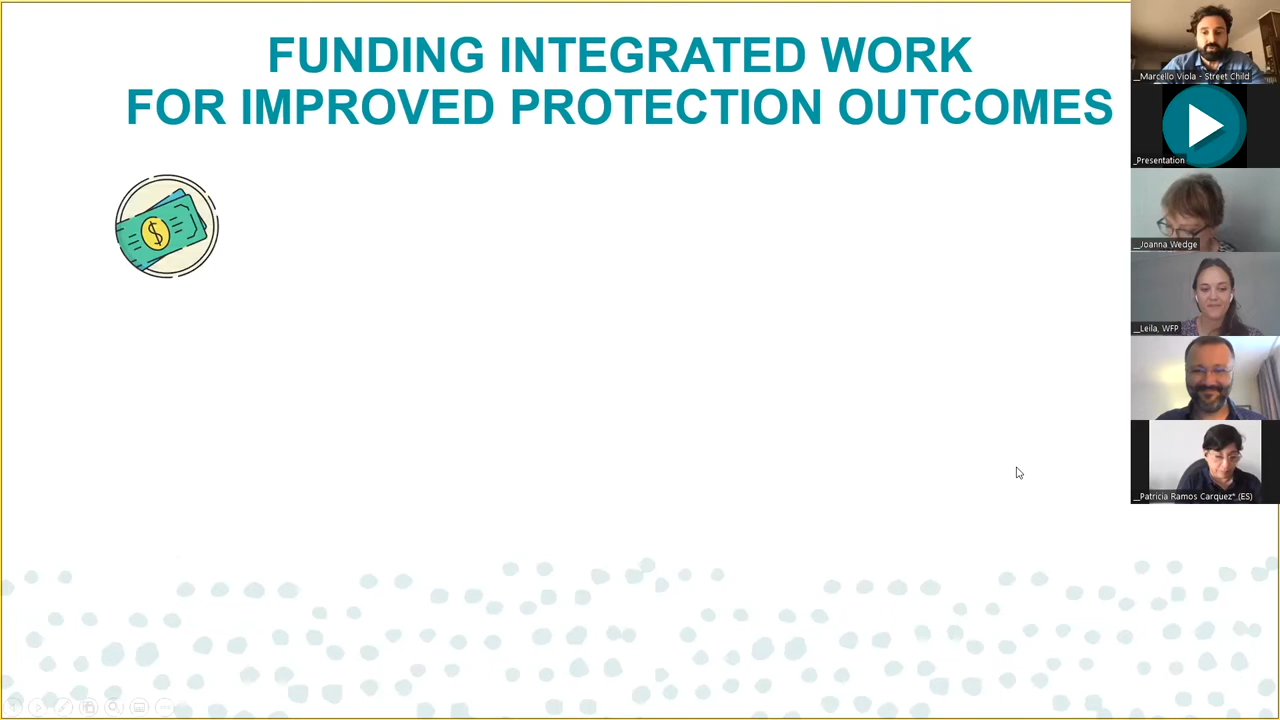 FUNDING INTEGRATED WORK
FOR IMPROVED PROTECTION OUTCOMES
$
_Marcello Viola - Street Child
_Presentation
_Joanna Wedge
_Leila, WFP
_Patricia Ramos Carquez* (ES)